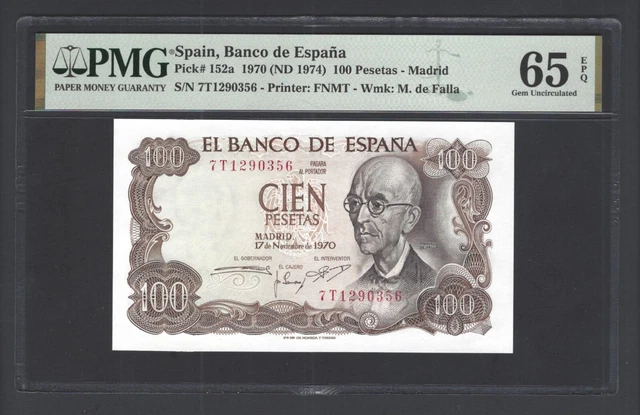 PMG
PAPER MONEY GUARANTY
Spain, Banco de España
Pick# 152a 1970 (ND 1974) 100 Pesetas - Madrid
S/N 7T1290356 - Printer: FNMT - Wmk: M. de Falla
65 EPQ
Gem Uncirculated
EL BANCO DE ESPAÑA
100
100
7T1290356
PAGARA
AL PORTADOR
CIEN
PESETAS
MADRID,
17 de Noviembre de 1970
EL GOBERNADOR
EL INTERVENTOR
EL CAJERO
7T1290356
100
100